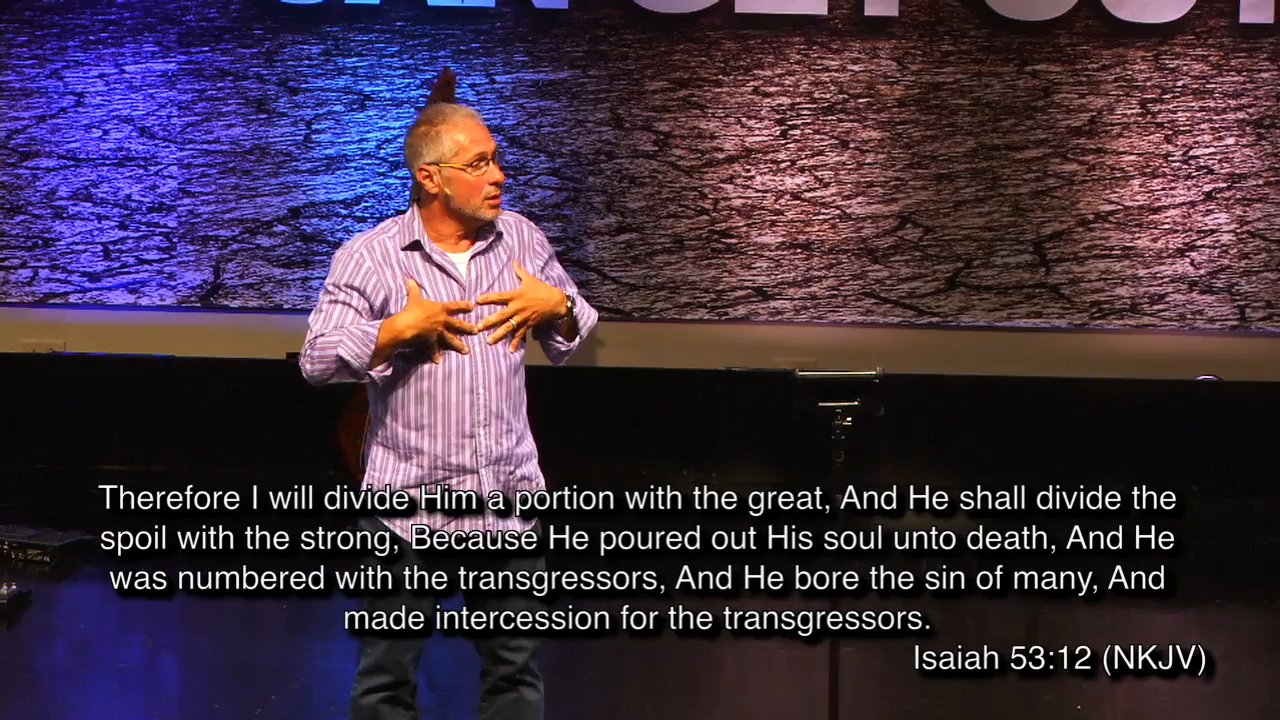 Therefore I will divide Him a portion with the great, And He shall divide the
spoil with the strong, Because He poured out His soul unto death, And He
was numbered with the transgressors, And He bore the sin of many, And
made intercession for the transgressors.
Isaiah 53:12 (NKJV)